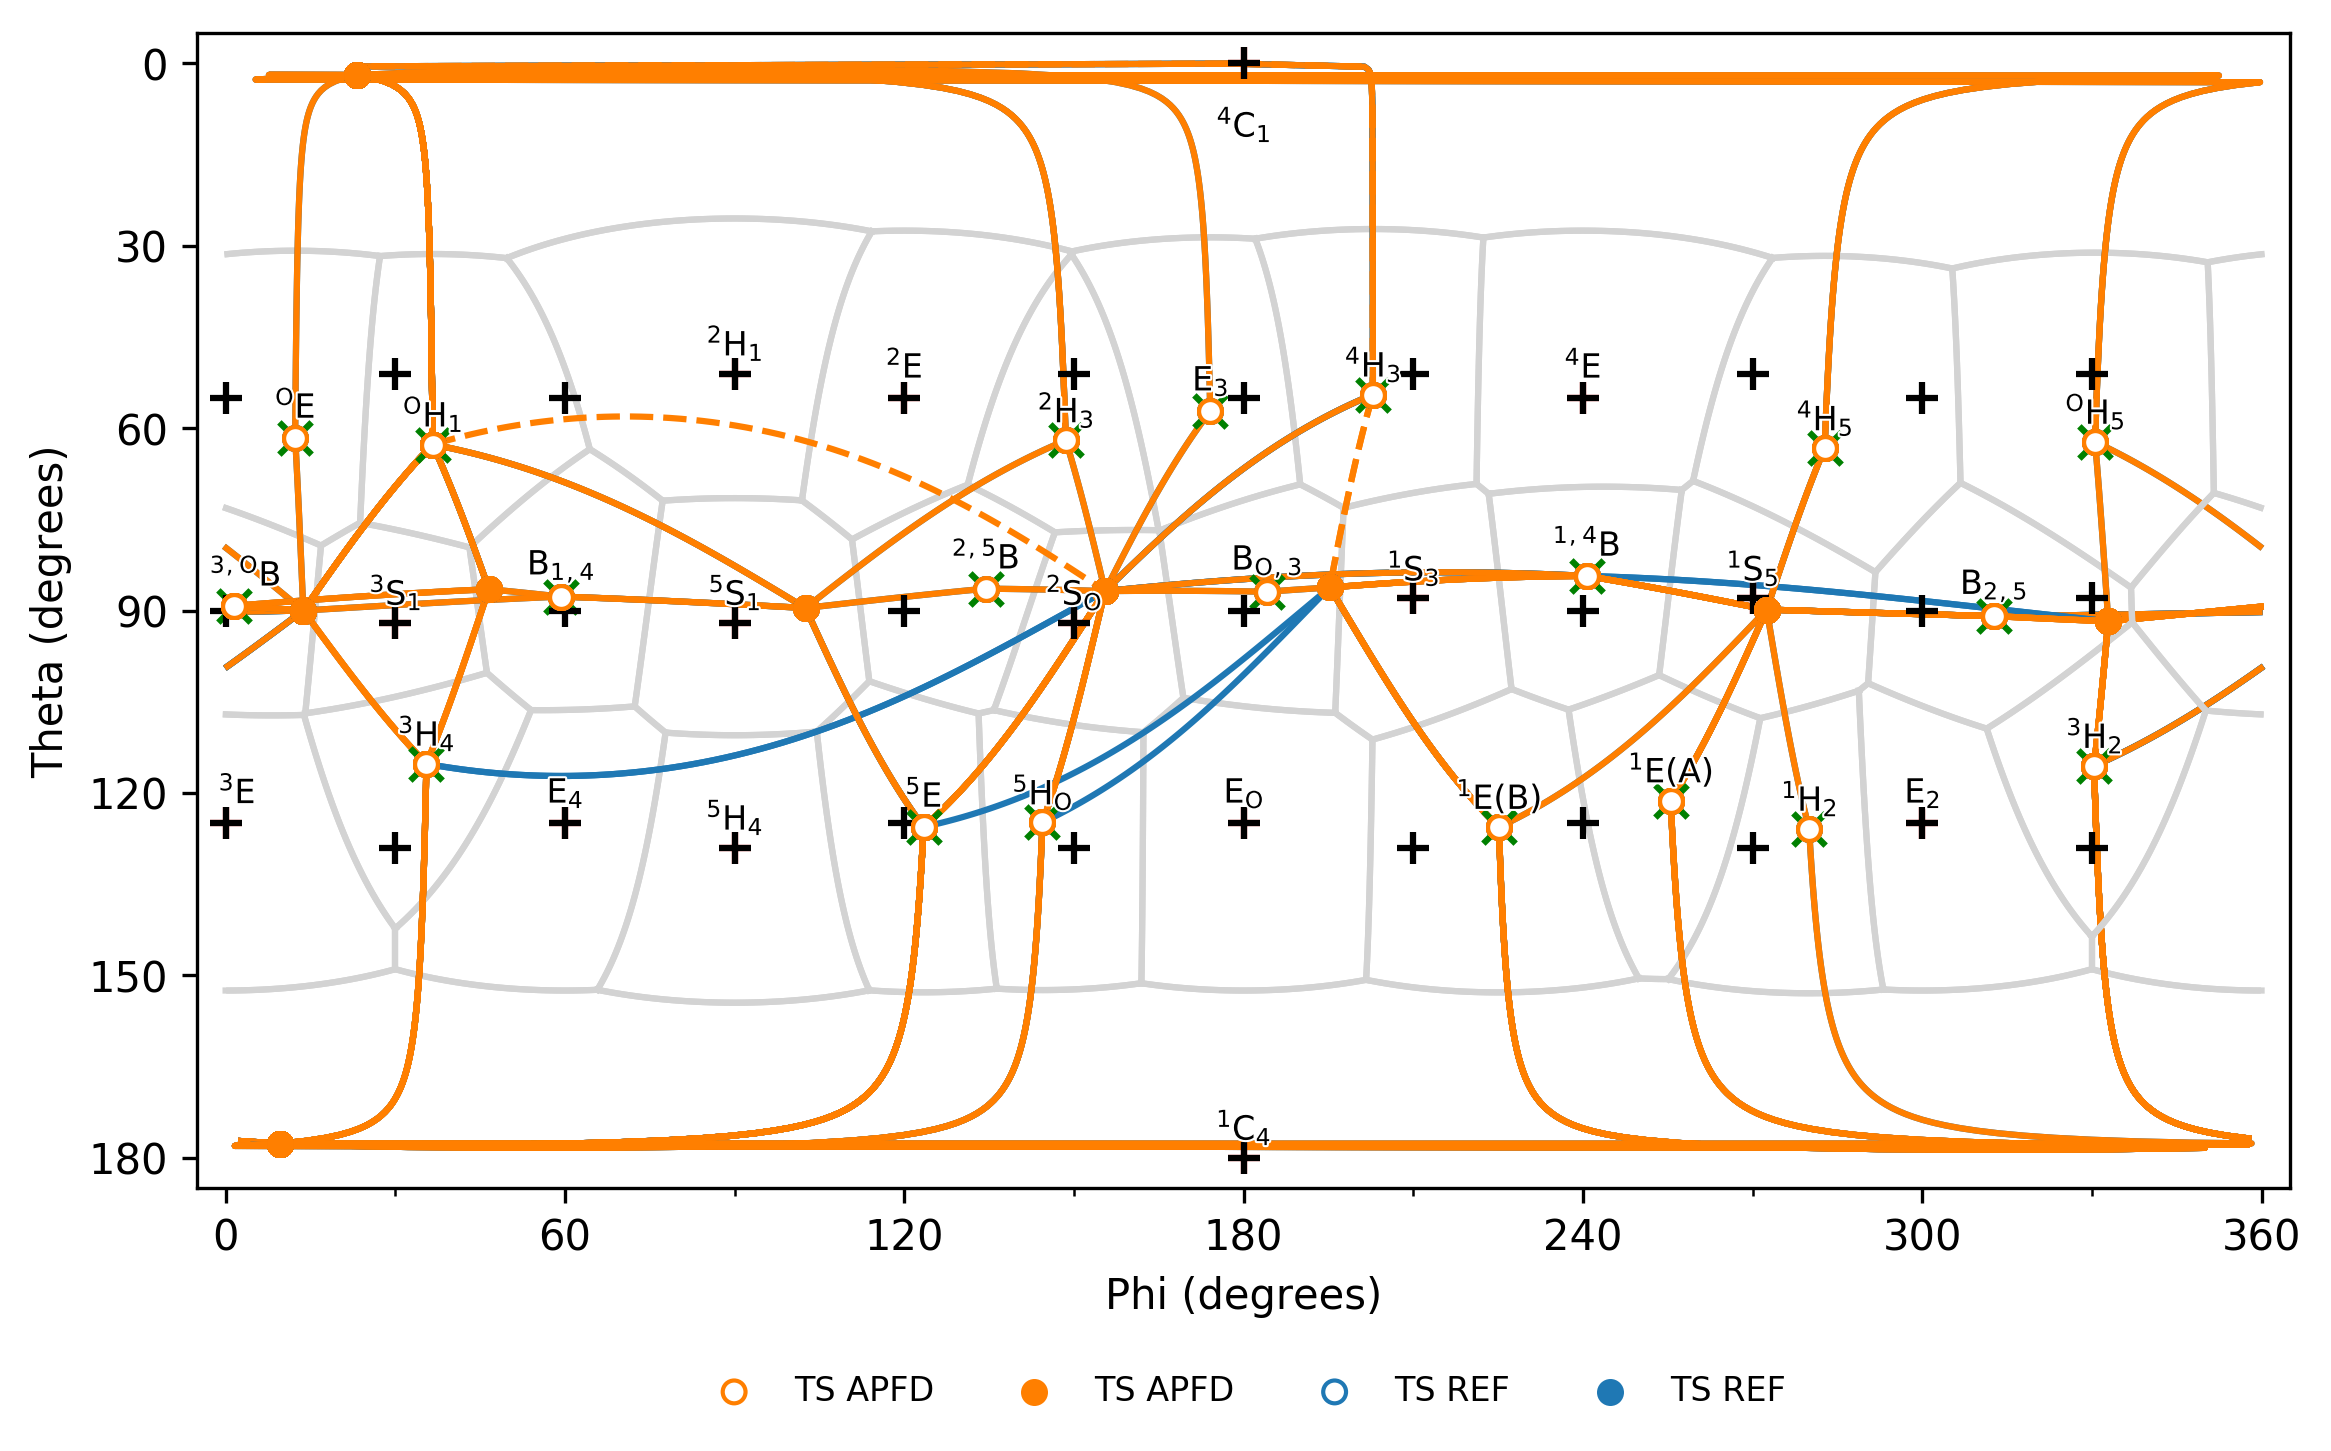 0
30
60
90
120
150
180
Theta (degrees)
⁴C₁
²H₁
²E
⁴E
ᴼE
ᴼH₁
²H₃
E₃
⁴H₃
⁴H₅
ᴼH₅
³,ᴼB
³S₁
B₁,₄
⁵S₁
²,⁵B
²Sₒ
Bₒ,₃
¹S₃
¹,⁴B
¹S₅
B₂,₅
³H₄
³H₂
³E
E₄
⁵H₄
⁵E
⁵Hₒ
Eₒ
¹E(B)
¹E(A)
¹H₂
E₂
¹C₄
0 60 120 180 240 300 360
Phi (degrees)
TS APFD TS APFD TS REF TS REF